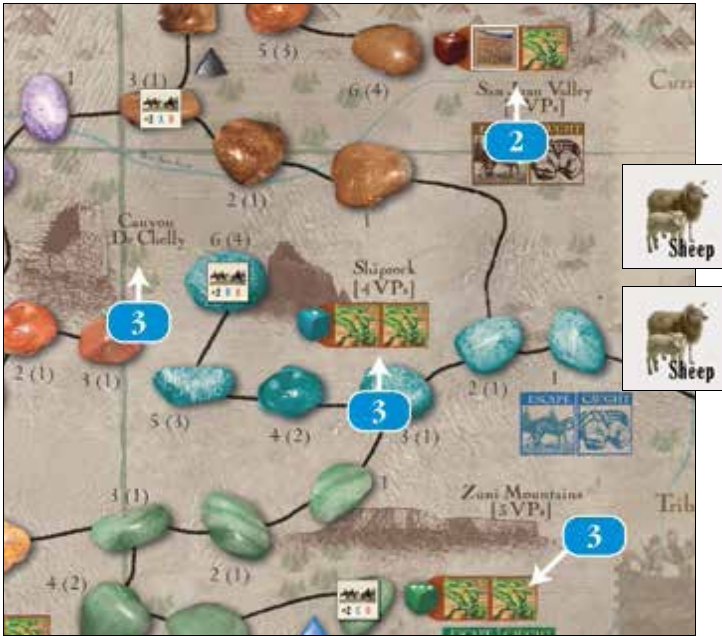 1
3 (1)
5 (3)
6 (4)
San Juan Valley
VPs]
2
2 (1)
1
Canyon
De Chelly
6 (4)
Shiprock
[4 VPs]
Sheep
3
2 (1)
3 (1)
2 (1)
1
Sheep
5 (3)
4 (2)
3
3 (1)
ESCAPE
CAUGHT
1
3 (1)
Zuni Mountains
[3 VPs]
Trib
3
2 (1)
4 (2)